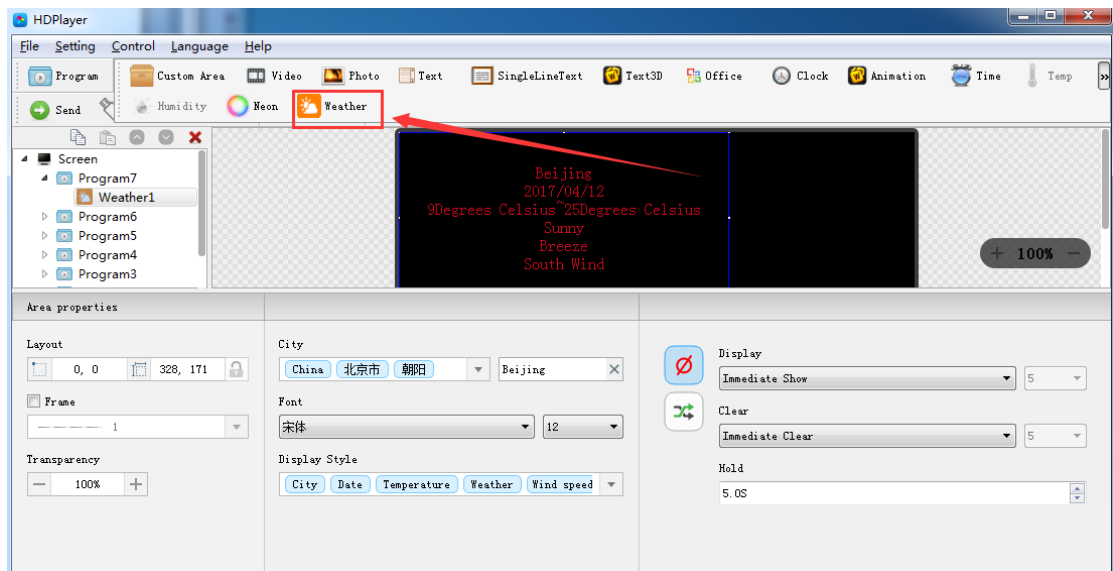 HDPlayer
File Setting Control Language Help
Program Custom Area Video Photo Text SingleLineText Text3D Office Clock Animation Time Temp »
Send Humidity Neon Weather
Screen
Program7
Weather1
Program6
Program5
Program4
Program3
Beijing
2017/04/12
9Degrees Celsius~25Degrees Celsius
Sunny
Breeze
South Wind
+ 100% −
Area properties
Layout
0, 0 328, 171
Frame
1
Transparency
— 100% +
City
China 北京市 朝阳 Beijing
Font
宋体 12
Display Style
City Date Temperature Weather Wind speed
Display
Immediate Show 5
Clear
Immediate Clear 5
Hold
5.0S